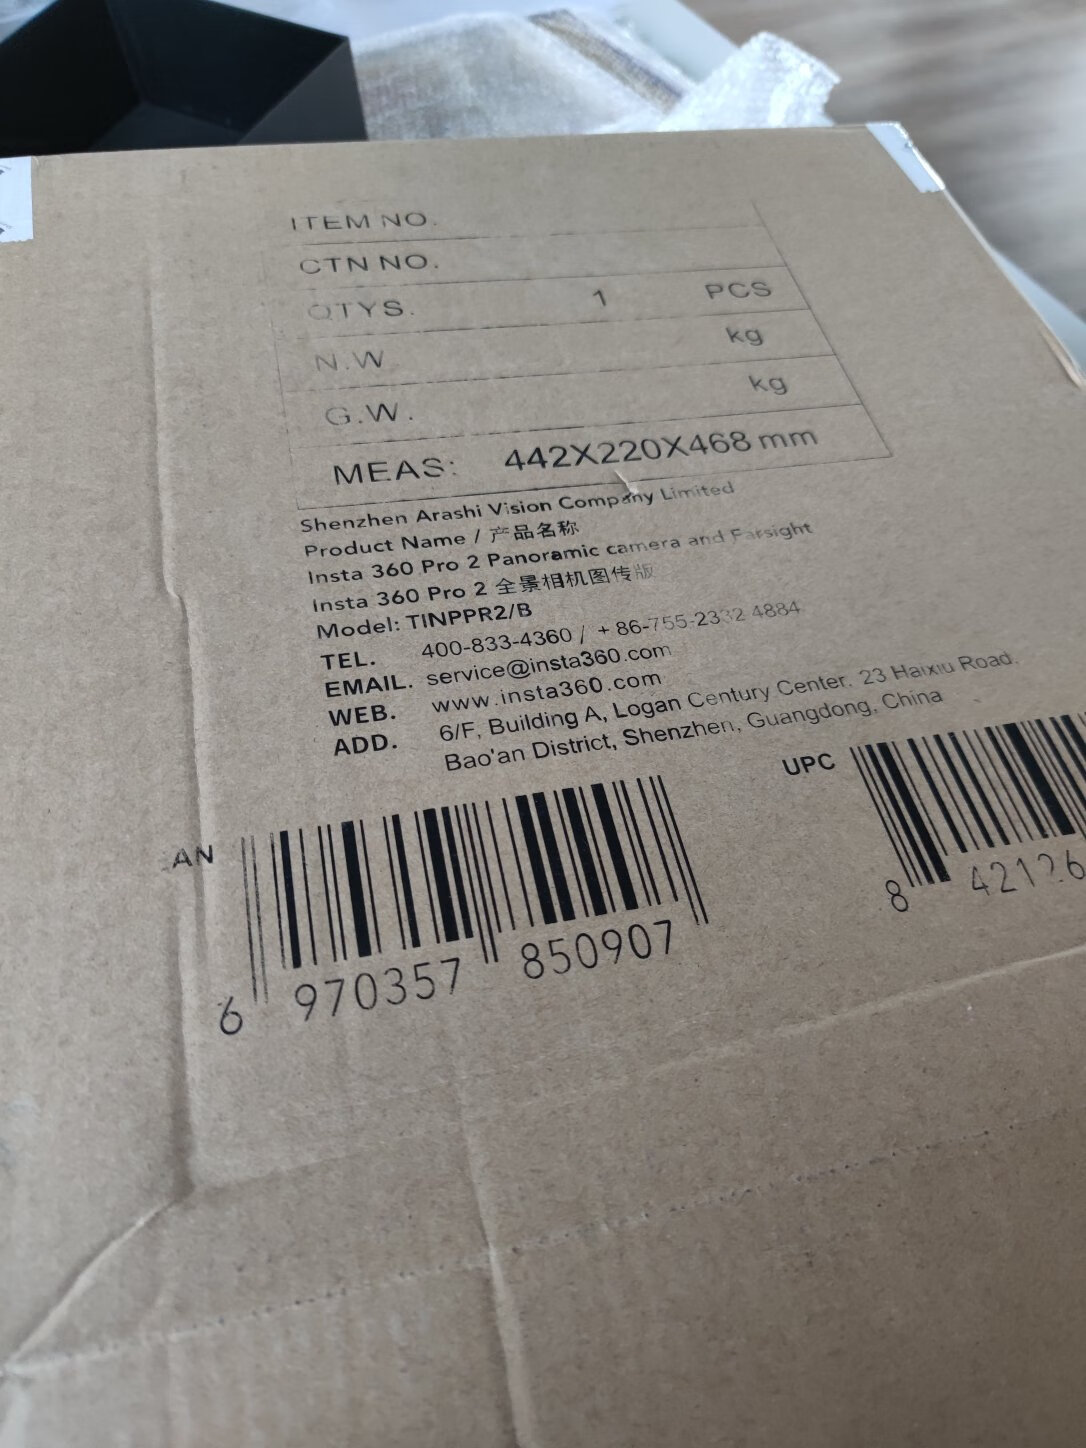 ITEM NO.
CTN NO.
QTYS. 1 PCS
N.W kg
G.W. kg
MEAS: 442X220X468 mm
Shenzhen Arashi Vision Company Limited
Product Name / 产品名称
Insta 360 Pro 2 Panoramic camera and Farsight
Insta 360 Pro 2 全景相机图传版
Model: TINPPR2/B
TEL. 400-833-4360 / + 86-755-2332 4884
EMAIL. service@insta360.com
WEB. www.insta360.com
ADD. 6/F, Building A, Logan Century Center. 23 Haixiu Road.
Bao'an District, Shenzhen, Guangdong, China
UPC
8 42126
AN
6 970357 850907